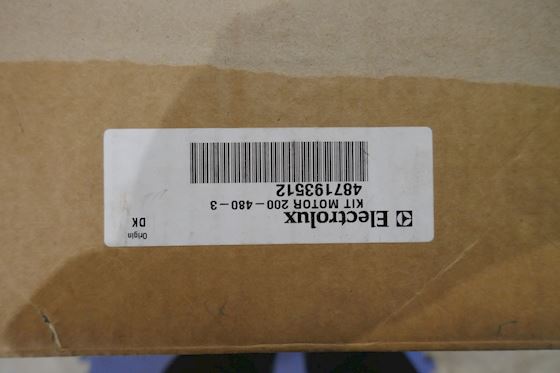 Electrolux
KIT MOTOR 200-480-3
487193512
Origin
DK